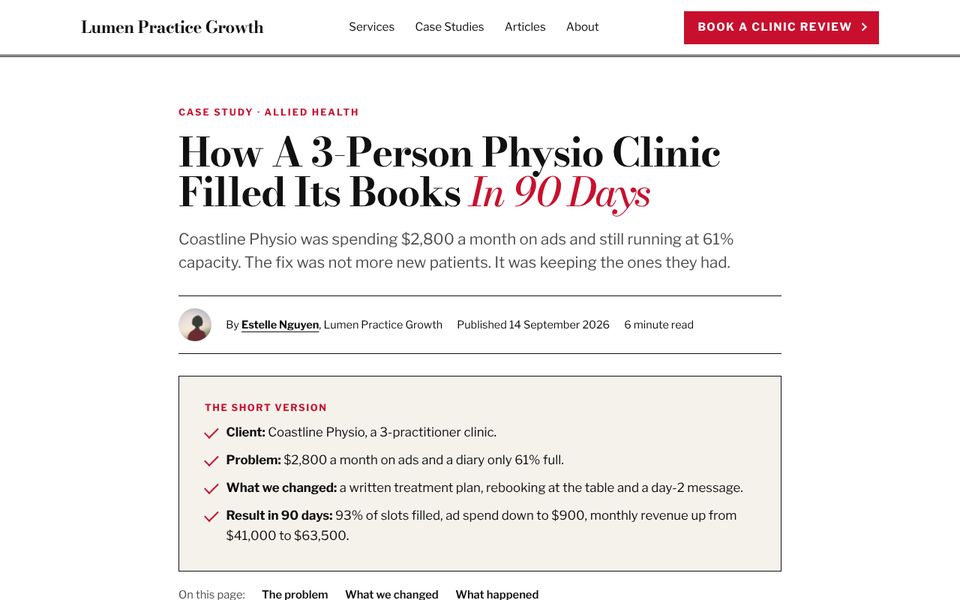 Lumen Practice Growth
Services
Case Studies
Articles
About
BOOK A CLINIC REVIEW
CASE STUDY · ALLIED HEALTH
How A 3-Person Physio Clinic
Filled Its Books In 90 Days
Coastline Physio was spending $2,800 a month on ads and still running at 61%
capacity. The fix was not more new patients. It was keeping the ones they had.
By Estelle Nguyen, Lumen Practice Growth
Published 14 September 2026
6 minute read
THE SHORT VERSION
Client: Coastline Physio, a 3-practitioner clinic.
Problem: $2,800 a month on ads and a diary only 61% full.
What we changed: a written treatment plan, rebooking at the table and a day-2 message.
Result in 90 days: 93% of slots filled, ad spend down to $900, monthly revenue up from
$41,000 to $63,500.
On this page:
The problem
What we changed
What happened